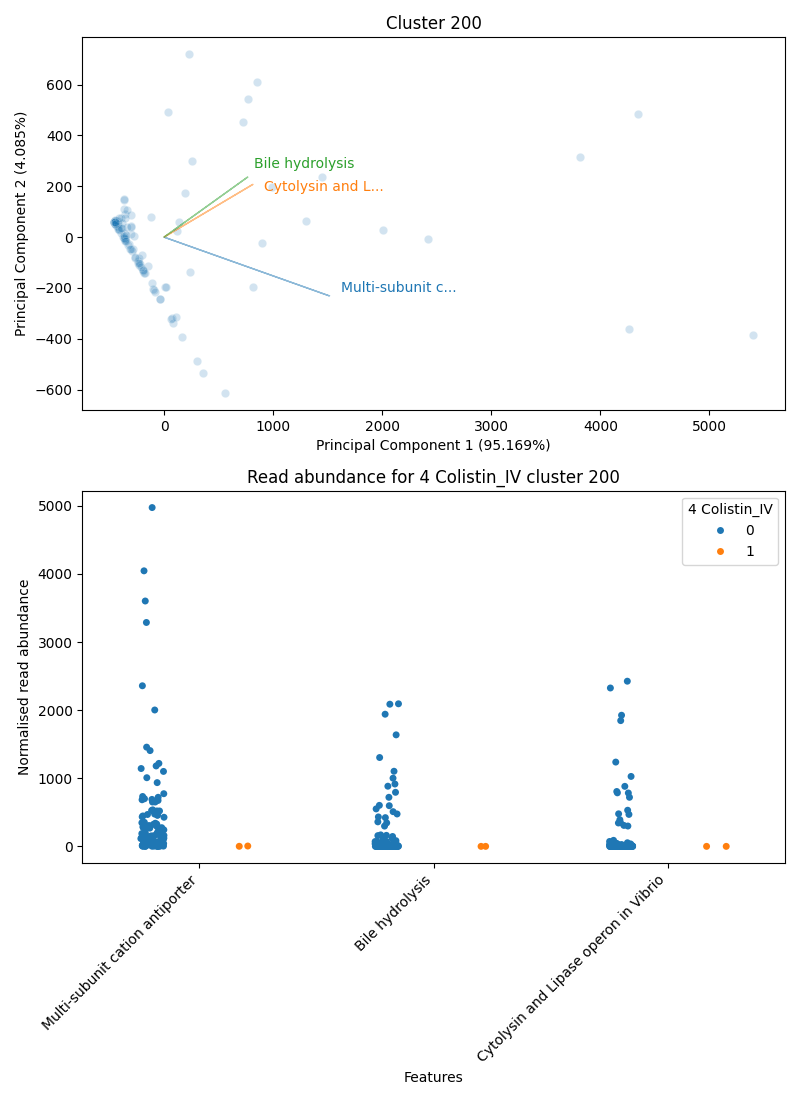 Cluster 200
Principal Component 2 (4.085%)
600
400
200
0
−200
−400
−600
Bile hydrolysis
Cytolysin and L...
Multi-subunit c...
0
1000
2000
3000
4000
5000
Principal Component 1 (95.169%)
Read abundance for 4 Colistin_IV cluster 200
Normalised read abundance
5000
4000
3000
2000
1000
0
4 Colistin_IV
0
1
Multi-subunit cation antiporter
Bile hydrolysis
Cytolysin and Lipase operon in Vibrio
Features